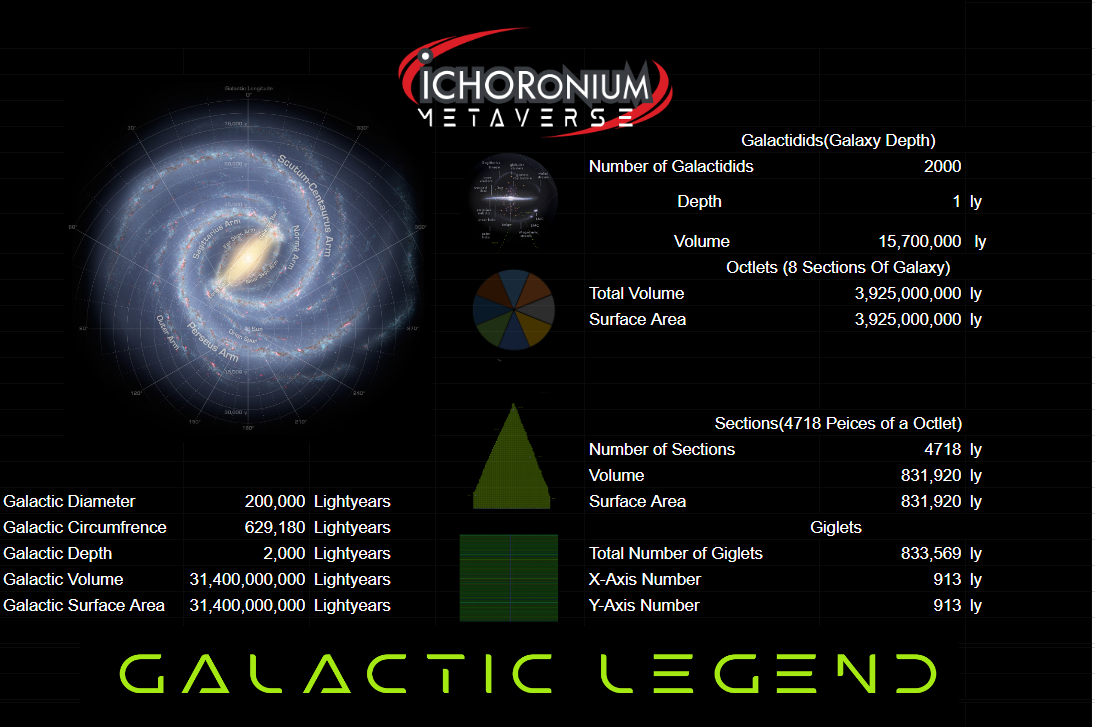 ICHORONIUM
METAVERSE
Galactic Longitude
0°
Scutum-Centaurus Arm
Sagittarius Arm
Norma Arm
Sun
Perseus Arm
Outer Arm
180°
Galactidids(Galaxy Depth)
Number of Galactidids 2000
Depth 1 ly
Volume 15,700,000 ly
Octlets (8 Sections Of Galaxy)
Total Volume 3,925,000,000 ly
Surface Area 3,925,000,000 ly
Sections(4718 Peices of a Octlet)
Number of Sections 4718 ly
Volume 831,920 ly
Surface Area 831,920 ly
Giglets
Total Number of Giglets 833,569 ly
X-Axis Number 913 ly
Y-Axis Number 913 ly
Galactic Diameter 200,000 Lightyears
Galactic Circumfrence 629,180 Lightyears
Galactic Depth 2,000 Lightyears
Galactic Volume 31,400,000,000 Lightyears
Galactic Surface Area 31,400,000,000 Lightyears
GALACTIC LEGEND